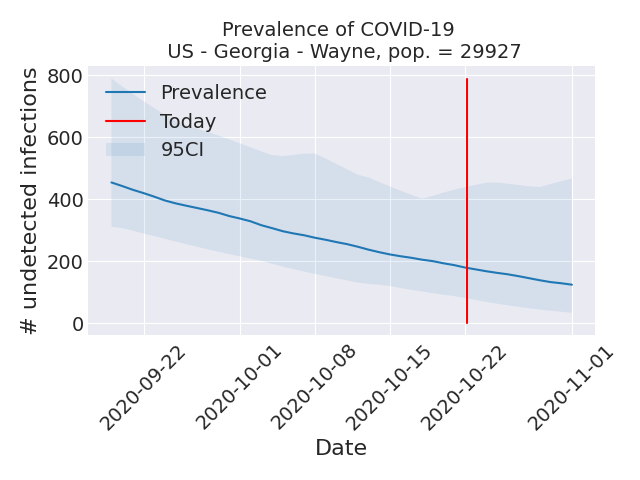 Prevalence of COVID-19
US - Georgia - Wayne, pop. = 29927
# undetected infections
800
600
400
200
0
Prevalence
Today
95CI
2020-09-22
2020-10-01
2020-10-08
2020-10-15
2020-10-22
2020-11-01
Date